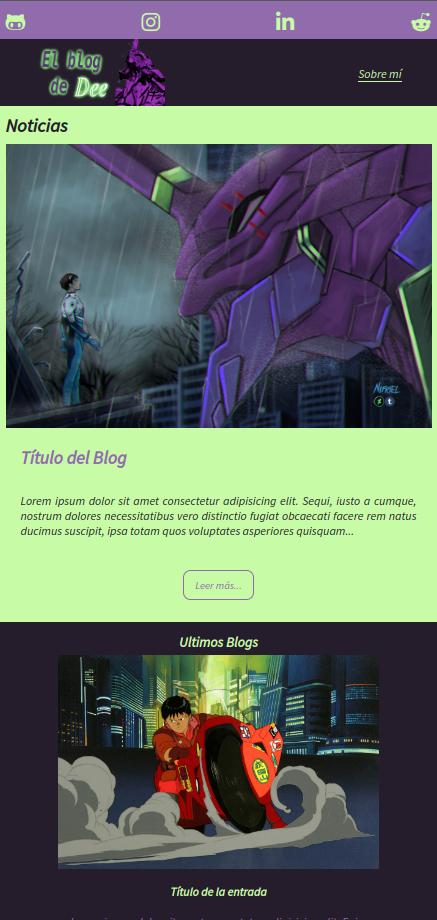 El blog
de Dee
Sobre mí
Noticias
NIFRIEL
Título del Blog
Lorem ipsum dolor sit amet consectetur adipisicing elit. Sequi, iusto a cumque,
nostrum dolores necessitatibus vero distinctio fugiat obcaecati facere rem natus
ducimus suscipit, ipsa totam quos voluptates asperiores quisquam...
Leer más...
Ultimos Blogs
Título de la entrada